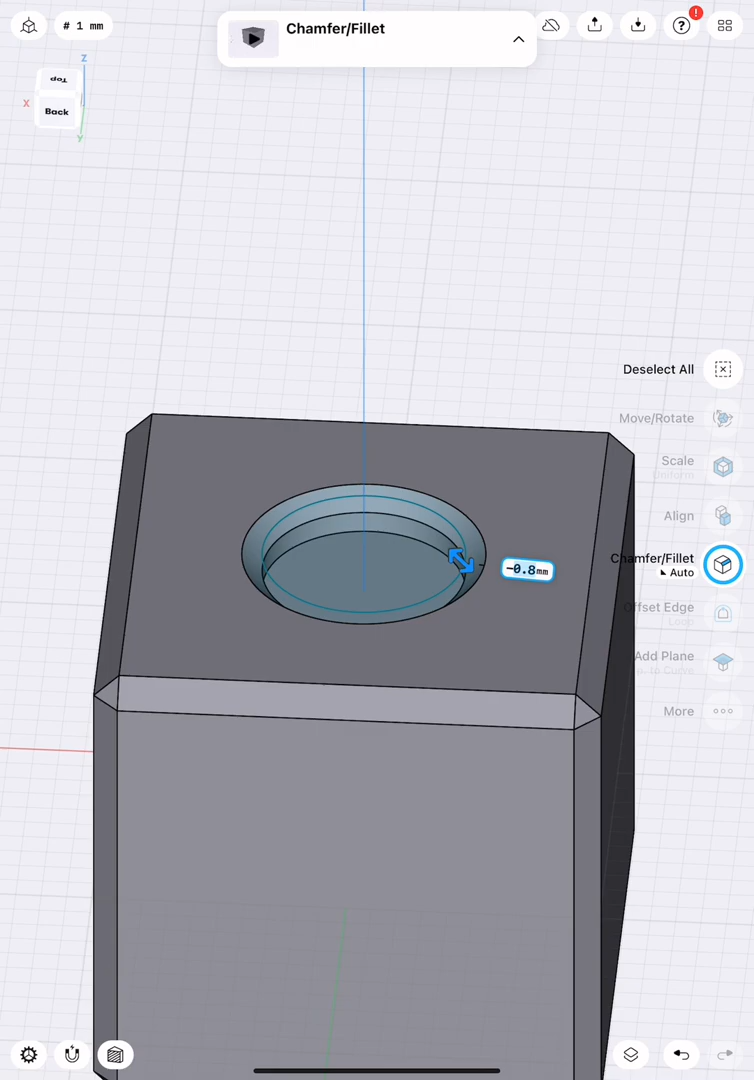 # 1 mm
Chamfer/Fillet
!
Z
Top
X
Back
Y
Deselect All
Move/Rotate
Scale
Uniform
Align
Chamfer/Fillet
Auto
-0.8mm
Offset Edge
Loop
Add Plane
More